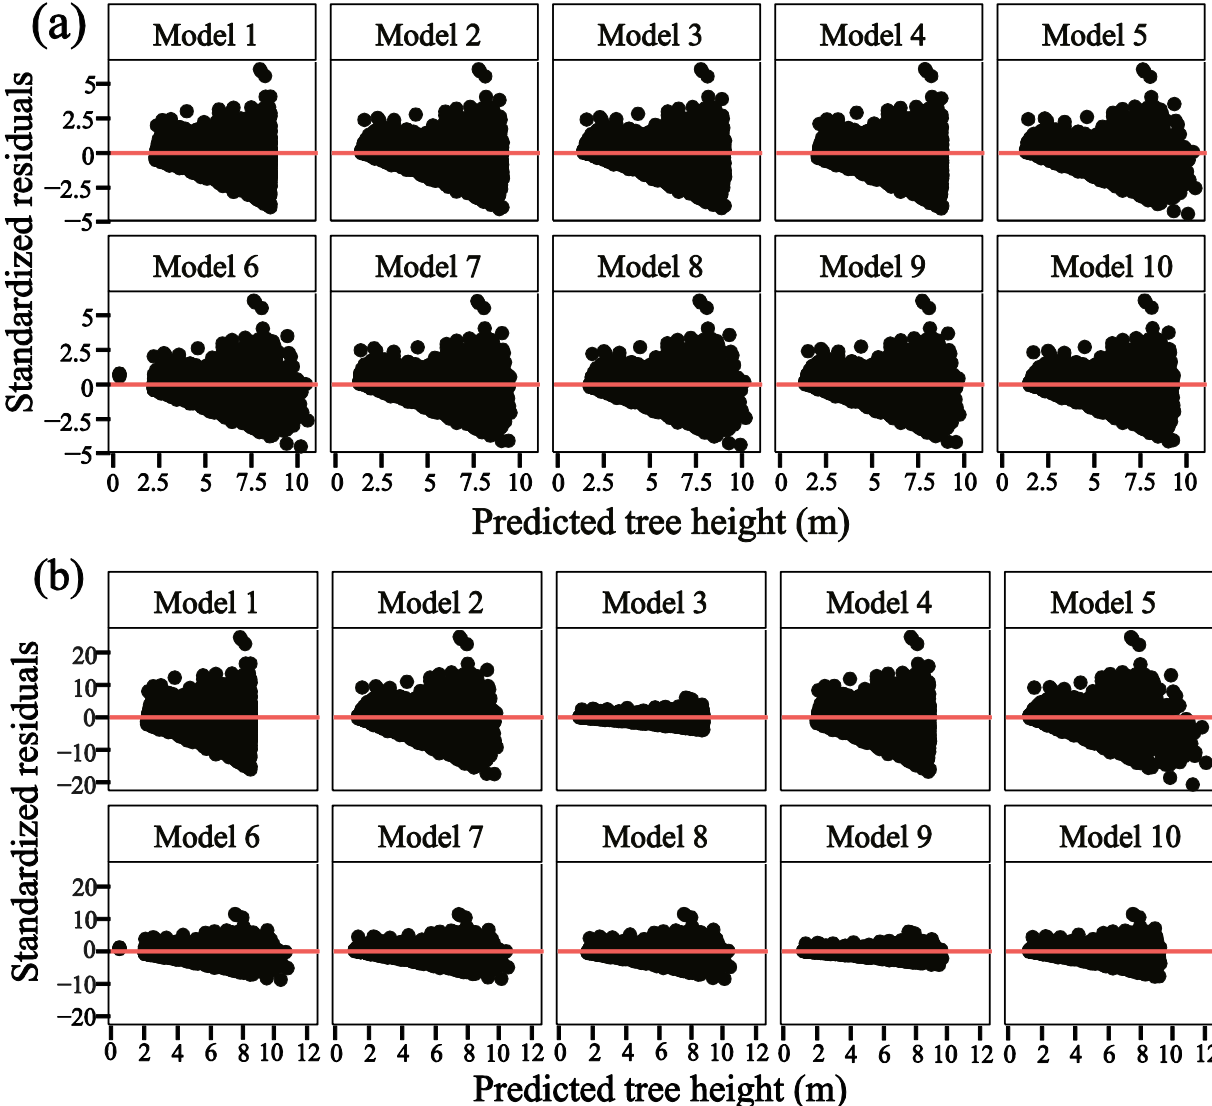 (a)
Model 1 Model 2 Model 3 Model 4 Model 5
Standardized residuals
5
2.5
0
−2.5
−5
Model 6 Model 7 Model 8 Model 9 Model 10
5
2.5
0
−2.5
−5
0 2.5 5 7.5 10 0 2.5 5 7.5 10 0 2.5 5 7.5 10 0 2.5 5 7.5 10 0 2.5 5 7.5 10
Predicted tree height (m)
(b)
Model 1 Model 2 Model 3 Model 4 Model 5
Standardized residuals
20
10
0
−10
−20
Model 6 Model 7 Model 8 Model 9 Model 10
20
10
0
−10
−20
0 2 4 6 8 10 12 0 2 4 6 8 10 12 0 2 4 6 8 10 12 0 2 4 6 8 10 12 0 2 4 6 8 10 12
Predicted tree height (m)